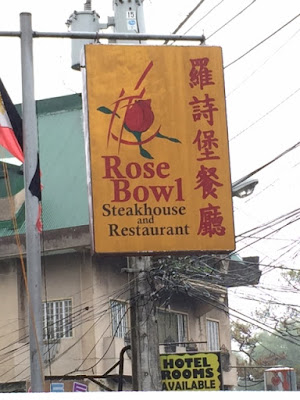 Rose
Bowl
Steakhouse
and
Restaurant
羅詩堡餐廳
HOTEL
ROOMS
AVAILABLE